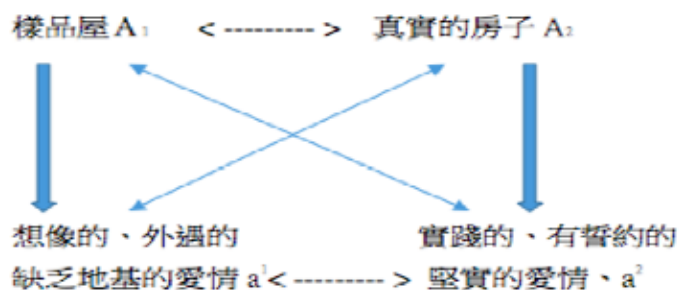 樣品屋 A₁ < --------- > 真實的房子 A₂
想像的、外遇的 實踐的、有誓約的
缺乏地基的愛情 a¹< --------- > 堅實的愛情、a²